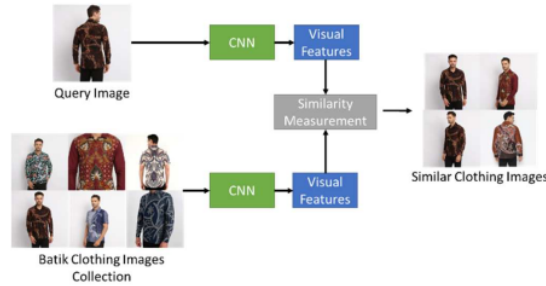 Query Image
CNN
Visual
Features
Similarity
Measurement
Similar Clothing Images
CNN
Visual
Features
Batik Clothing Images
Collection